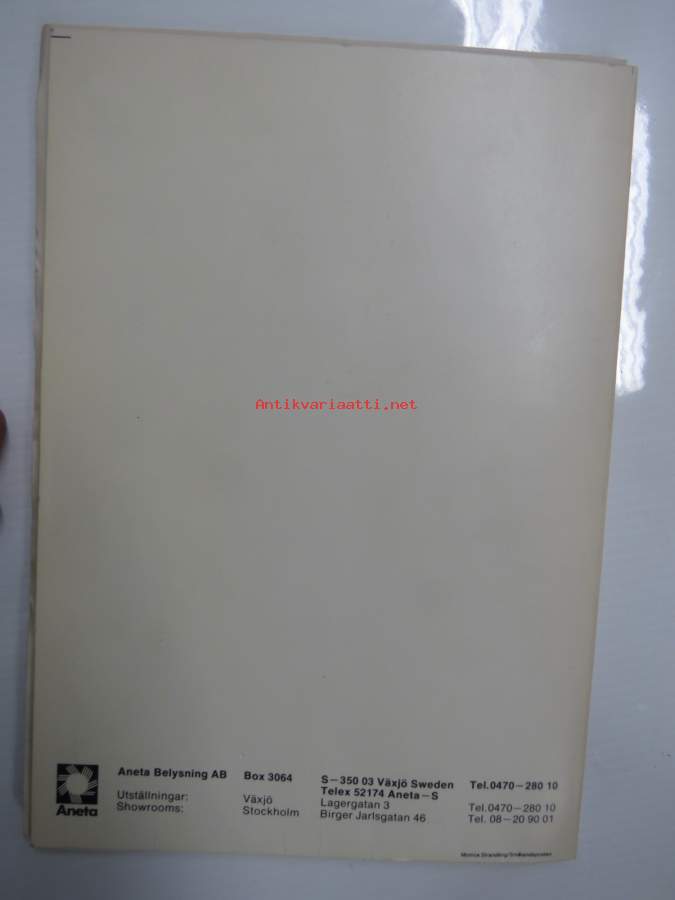 Antikvariaatti.net
Aneta Belysning AB Box 3064 S–350 03 Växjö Sweden Tel.0470–280 10
Telex 52174 Aneta–S
Utställningar: Växjö Lagergatan 3 Tel.0470–280 10
Showrooms: Stockholm Birger Jarlsgatan 46 Tel. 08–20 90 01
Aneta